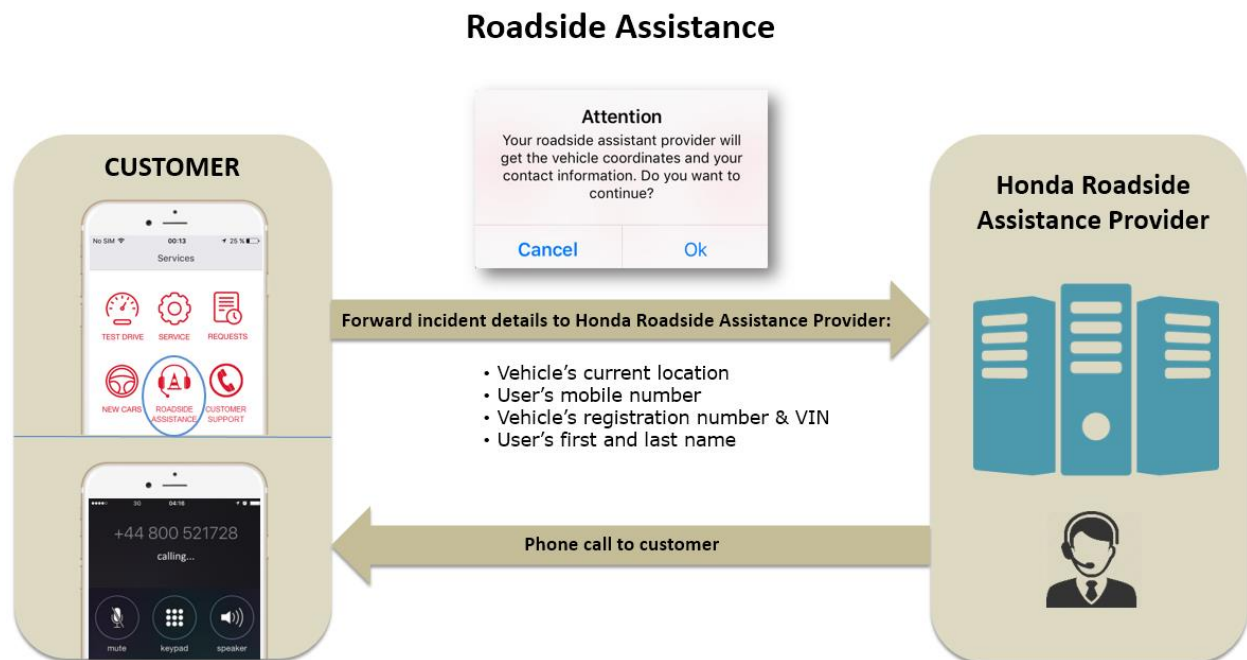 Roadside Assistance
CUSTOMER
No SIM
00:13
25 %
Services
TEST DRIVE
SERVICE
REQUESTS
NEW CARS
ROADSIDE
ASSISTANCE
CUSTOMER
SUPPORT
3G
04:16
+44 800 521728
calling...
mute
keypad
speaker
Attention
Your roadside assistant provider will
get the vehicle coordinates and your
contact information. Do you want to
continue?
Cancel
Ok
Forward incident details to Honda Roadside Assistance Provider:
• Vehicle's current location
• User's mobile number
• Vehicle's registration number & VIN
• User's first and last name
Phone call to customer
Honda Roadside
Assistance Provider